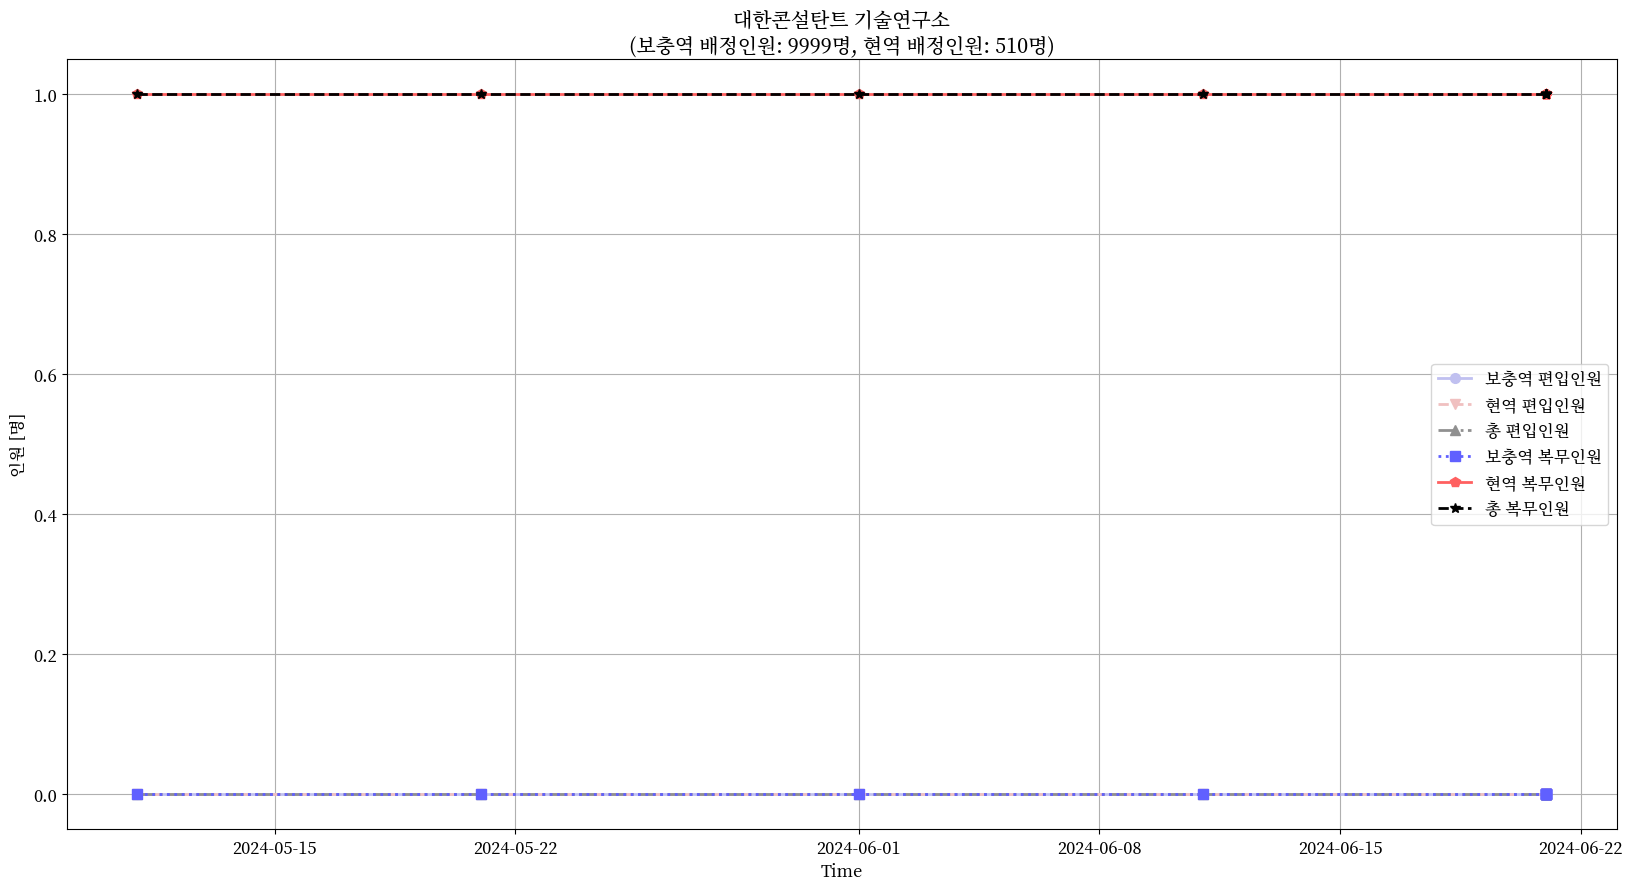 대한콘설탄트 기술연구소
(보충역 배정인원: 9999명, 현역 배정인원: 510명)
1.0
0.8
0.6
0.4
0.2
0.0
인원 [명]
보충역 편입인원
현역 편입인원
총 편입인원
보충역 복무인원
현역 복무인원
총 복무인원
2024-05-15
2024-05-22
2024-06-01
2024-06-08
2024-06-15
2024-06-22
Time